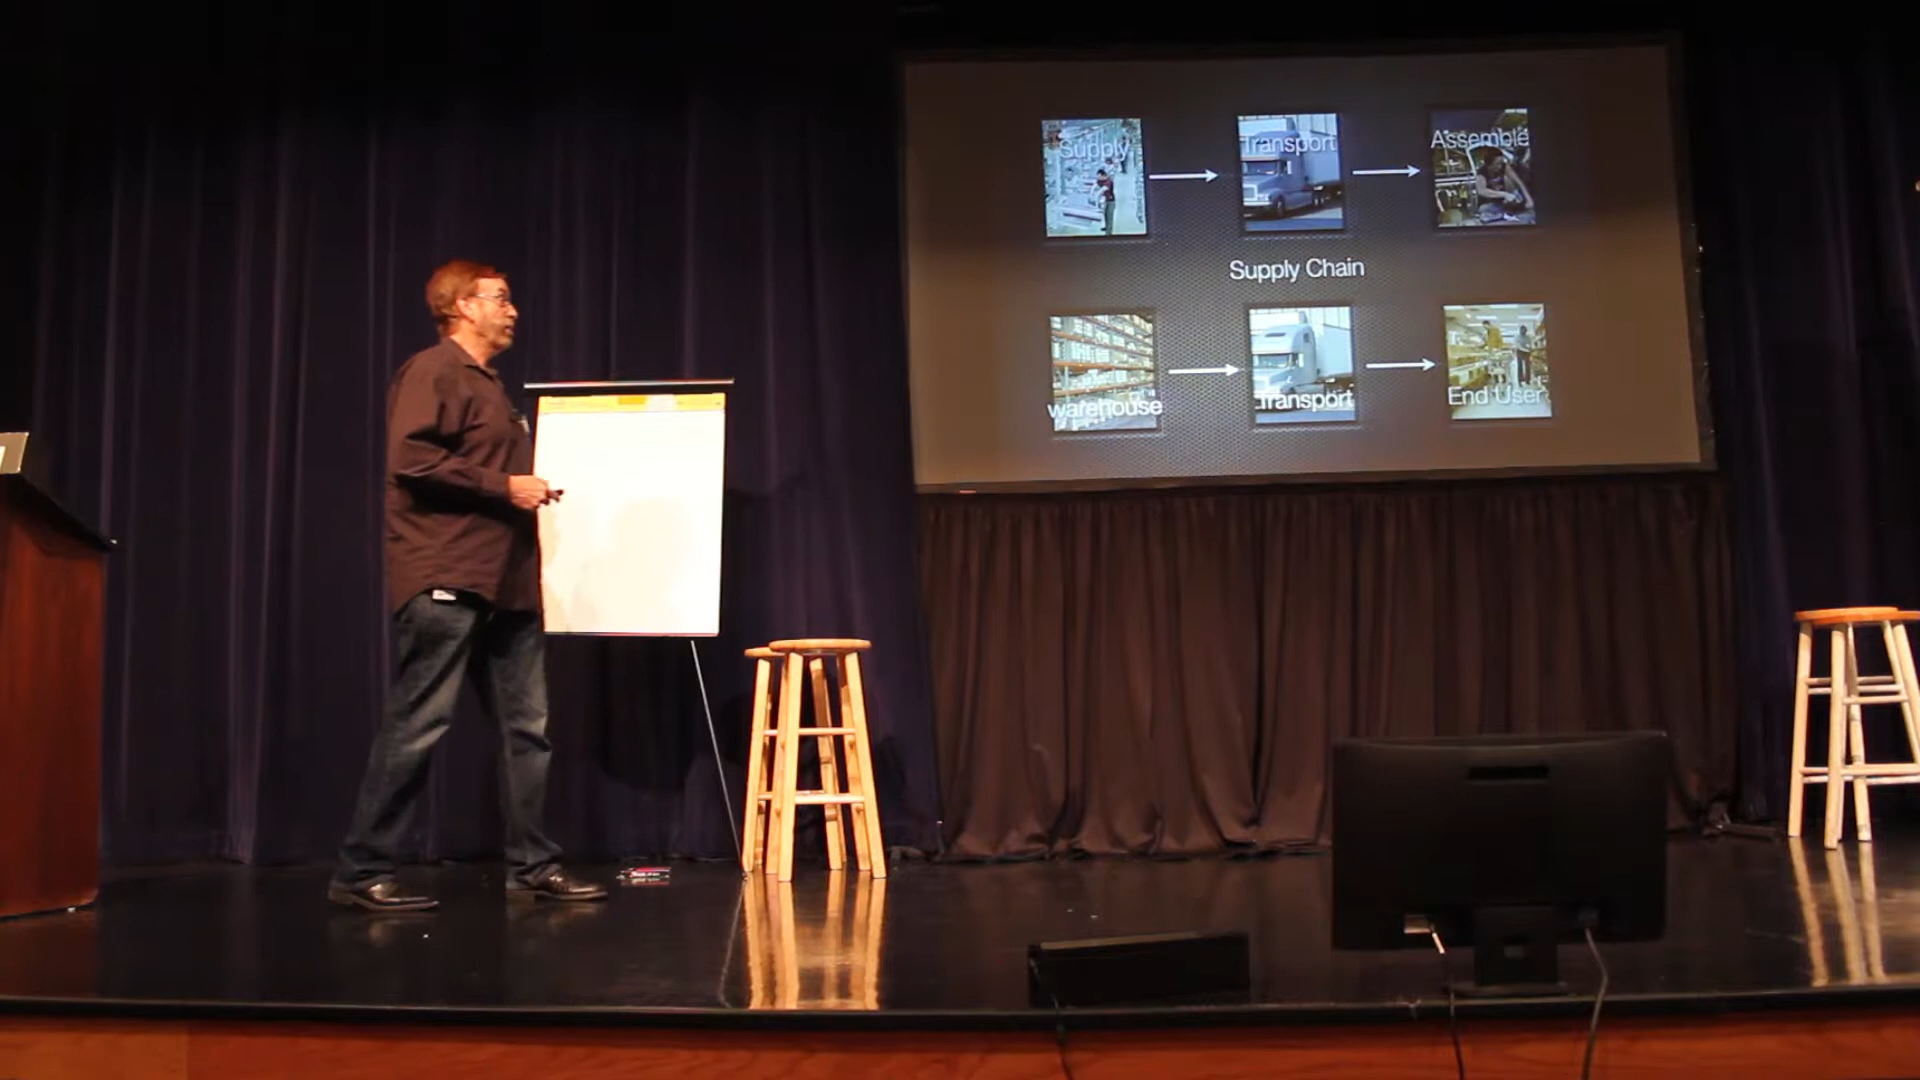 Supply
Transport
Assemble
Supply Chain
warehouse
Transport
End User